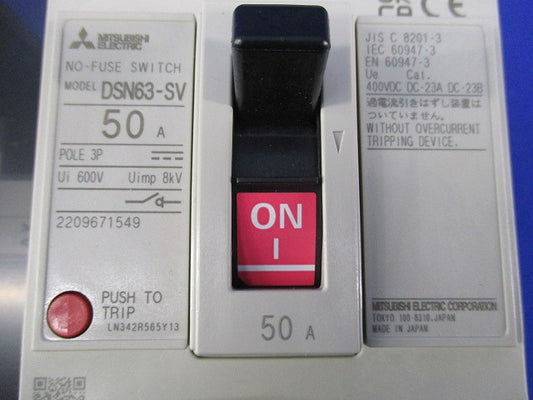 MITSUBISHI
ELECTRIC
NO-FUSE SWITCH
MODEL DSN63-SV
50 A
POLE 3P
Ui 600V Uimp 8kV
2209671549
PUSH TO
TRIP
LN342R565Y13
ON
I
50 A
CE
JIS C 8201-3
IEC 60947-3
EN 60947-3
Ue Cat.
400VDC DC-23A DC-23B
過電流引きはずし装置は
ついていません。
WITHOUT OVERCURRENT
TRIPPING DEVICE.
MITSUBISHI ELECTRIC CORPORATION
TOKYO 100-8310, JAPAN
MADE IN JAPAN